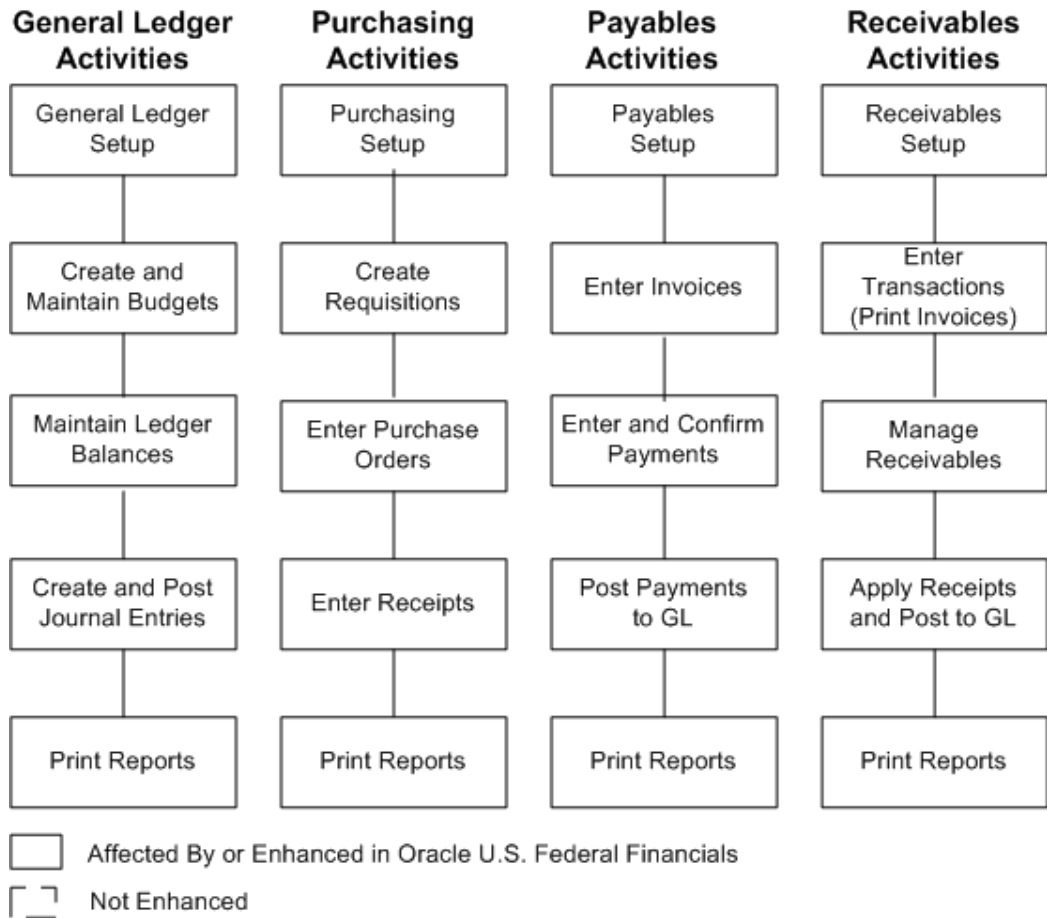 General Ledger
Activities
Purchasing
Activities
Payables
Activities
Receivables
Activities
General Ledger
Setup
Purchasing
Setup
Payables
Setup
Receivables
Setup
Create and
Maintain Budgets
Create
Requisitions
Enter Invoices
Enter
Transactions
(Print Invoices)
Maintain Ledger
Balances
Enter Purchase
Orders
Enter and Confirm
Payments
Manage
Receivables
Create and Post
Journal Entries
Enter Receipts
Post Payments
to GL
Apply Receipts
and Post to GL
Print Reports
Print Reports
Print Reports
Print Reports
Affected By or Enhanced in Oracle U.S. Federal Financials
Not Enhanced